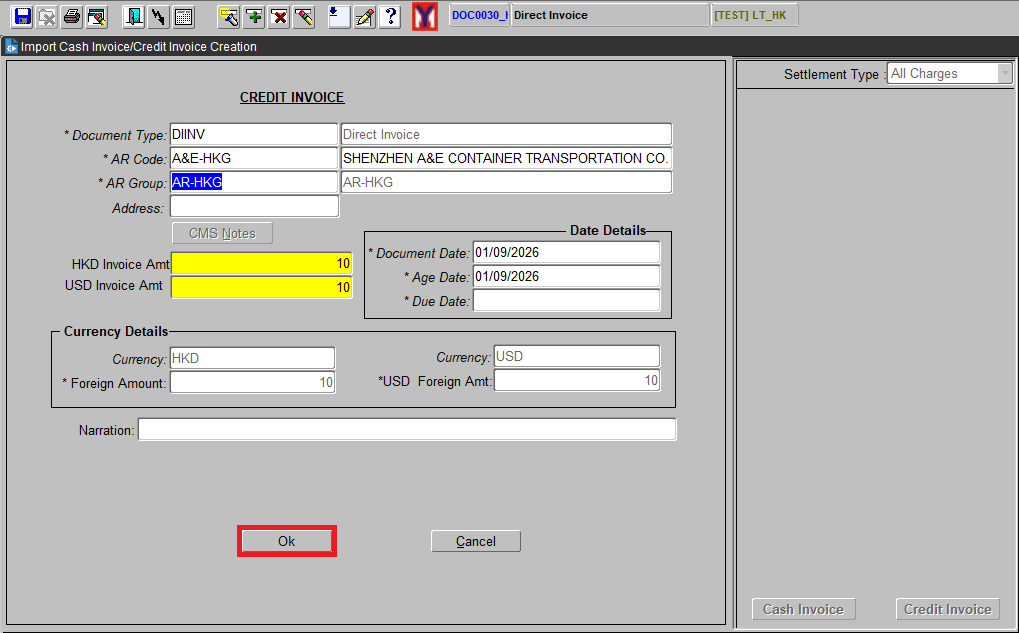 DOC0030_ Direct Invoice [TEST] LT_HK
Import Cash Invoice/Credit Invoice Creation
Settlement Type : All Charges
CREDIT INVOICE
* Document Type: DIINV Direct Invoice
* AR Code: A&E-HKG SHENZHEN A&E CONTAINER TRANSPORTATION CO.
* AR Group: AR-HKG AR-HKG
Address:
CMS Notes
Date Details
* Document Date: 01/09/2026
HKD Invoice Amt 10
* Age Date: 01/09/2026
USD Invoice Amt 10
* Due Date:
Currency Details
Currency: HKD Currency: USD
* Foreign Amount: 10 *USD Foreign Amt: 10
Narration:
Ok Cancel
Cash Invoice Credit Invoice